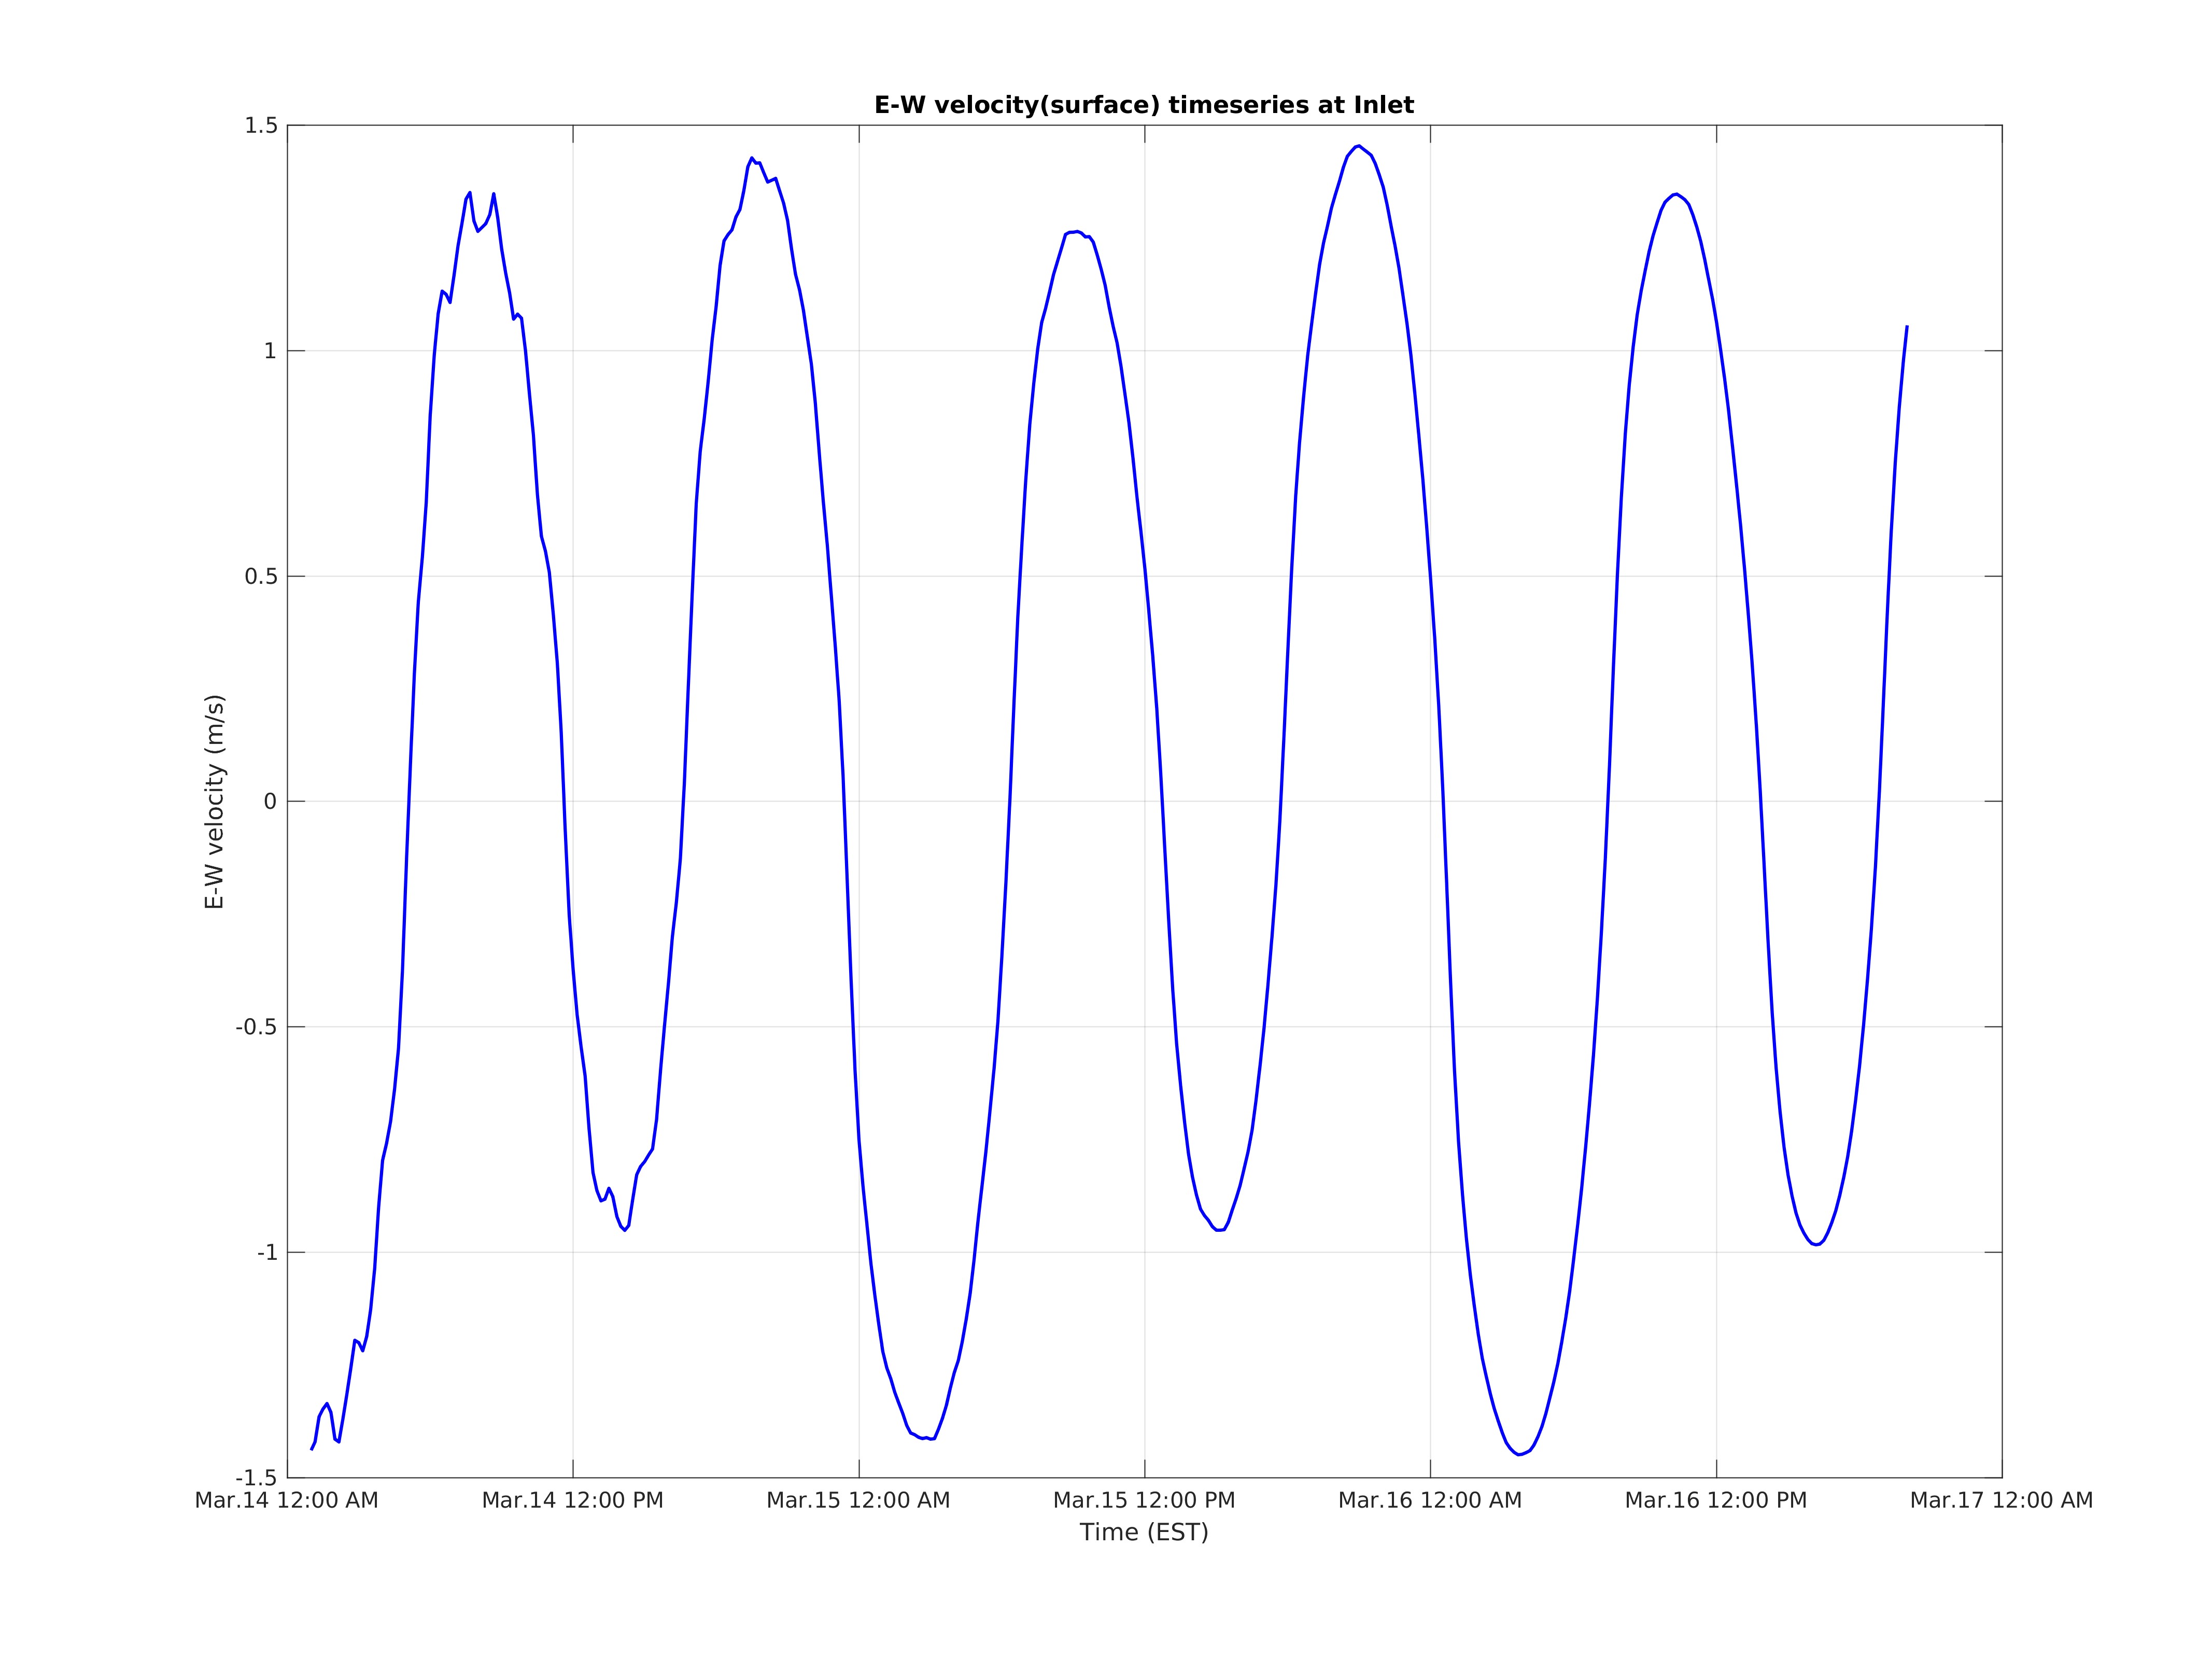 E-W velocity(surface) timeseries at Inlet
1.5
1
0.5
0
-0.5
-1
-1.5
E-W velocity (m/s)
Mar.14 12:00 AM Mar.14 12:00 PM Mar.15 12:00 AM Mar.15 12:00 PM Mar.16 12:00 AM Mar.16 12:00 PM Mar.17 12:00 AM
Time (EST)